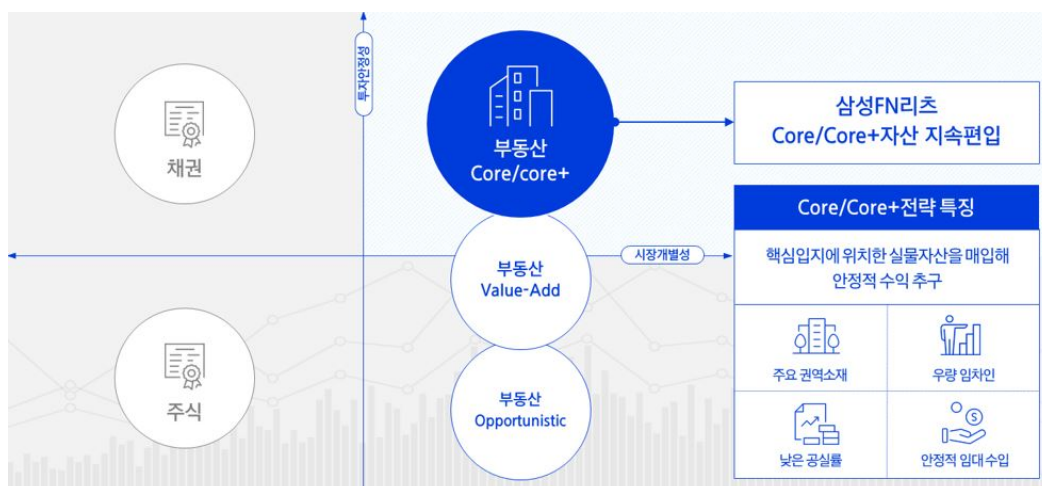 투자안정성
채권
부동산
Core/core+
삼성FN리츠
Core/Core+자산 지속편입
Core/Core+전략 특징
시장개별성
부동산
Value-Add
핵심입지에 위치한 실물자산을 매입해
안정적 수익 추구
주식
부동산
Opportunistic
주요 권역소재
우량 임차인
낮은 공실률
안정적 임대 수입